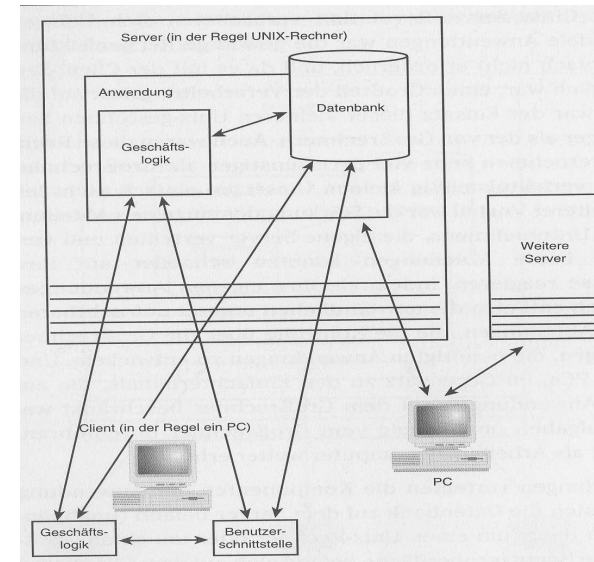 Server (in der Regel UNIX-Rechner)
Anwendung
Datenbank
Geschäfts-
logik
Weitere
Server
Client (in der Regel ein PC)
PC
Geschäfts-
logik
Benutzer-
schnittstelle